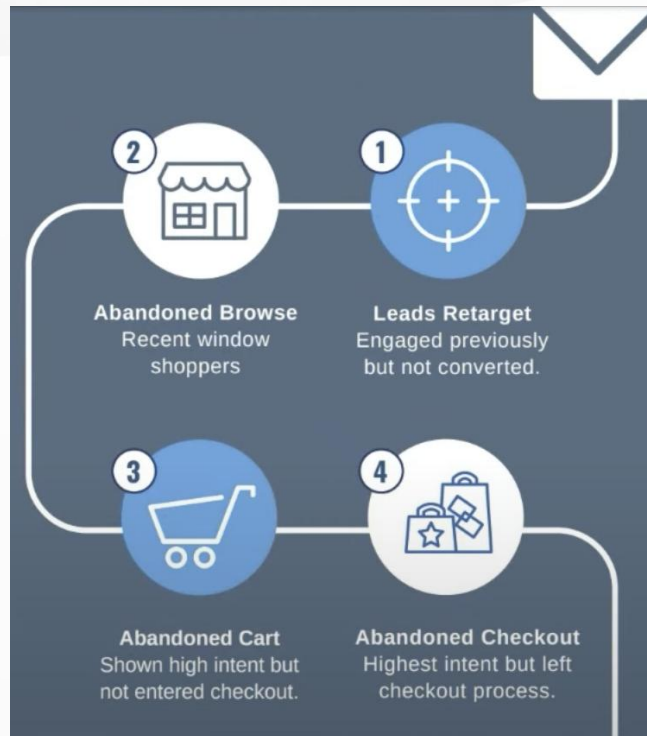 2
Abandoned Browse
Recent window
shoppers
1
Leads Retarget
Engaged previously
but not converted.
3
Abandoned Cart
Shown high intent but
not entered checkout.
4
Abandoned Checkout
Highest intent but left
checkout process.